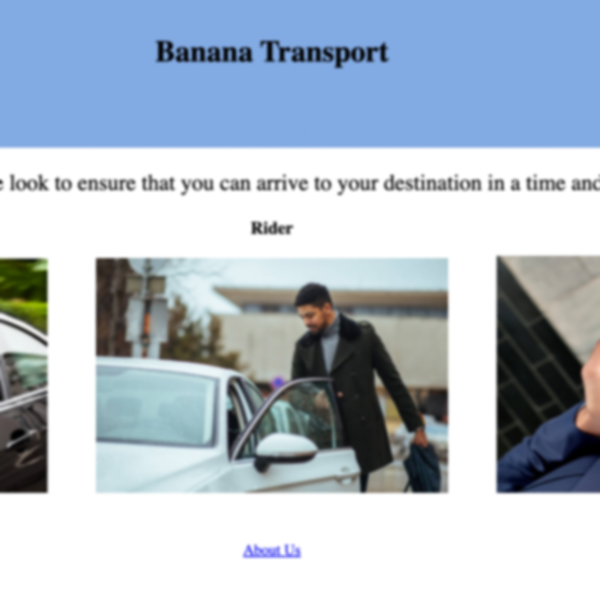 Banana Transport
look to ensure that you can arrive to your destination in a time and
Rider
About Us